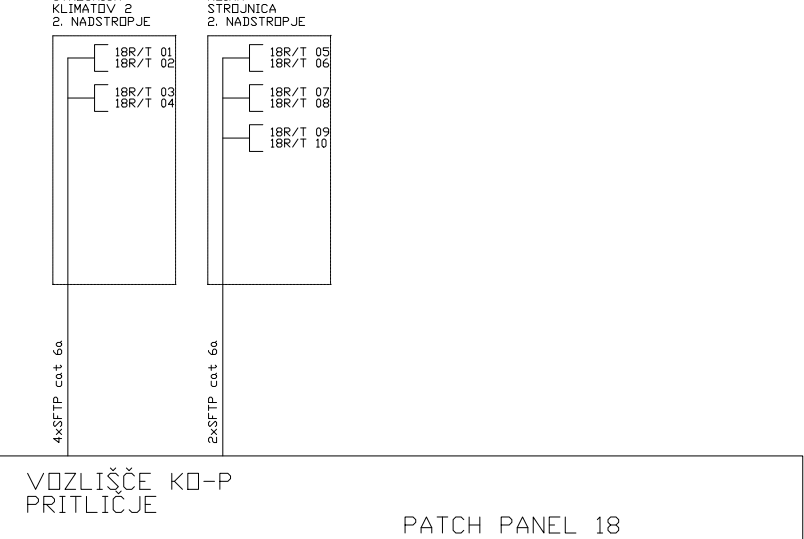 KLIMATOV 2
2. NADSTROPJE
18R/T 01
18R/T 02
18R/T 03
18R/T 04
4xSFTP cat 6a
STROJNICA
2. NADSTROPJE
18R/T 05
18R/T 06
18R/T 07
18R/T 08
18R/T 09
18R/T 10
2xSFTP cat 6a
VOZLIŠČE KO-P
PRITLIČJE
PATCH PANEL 18